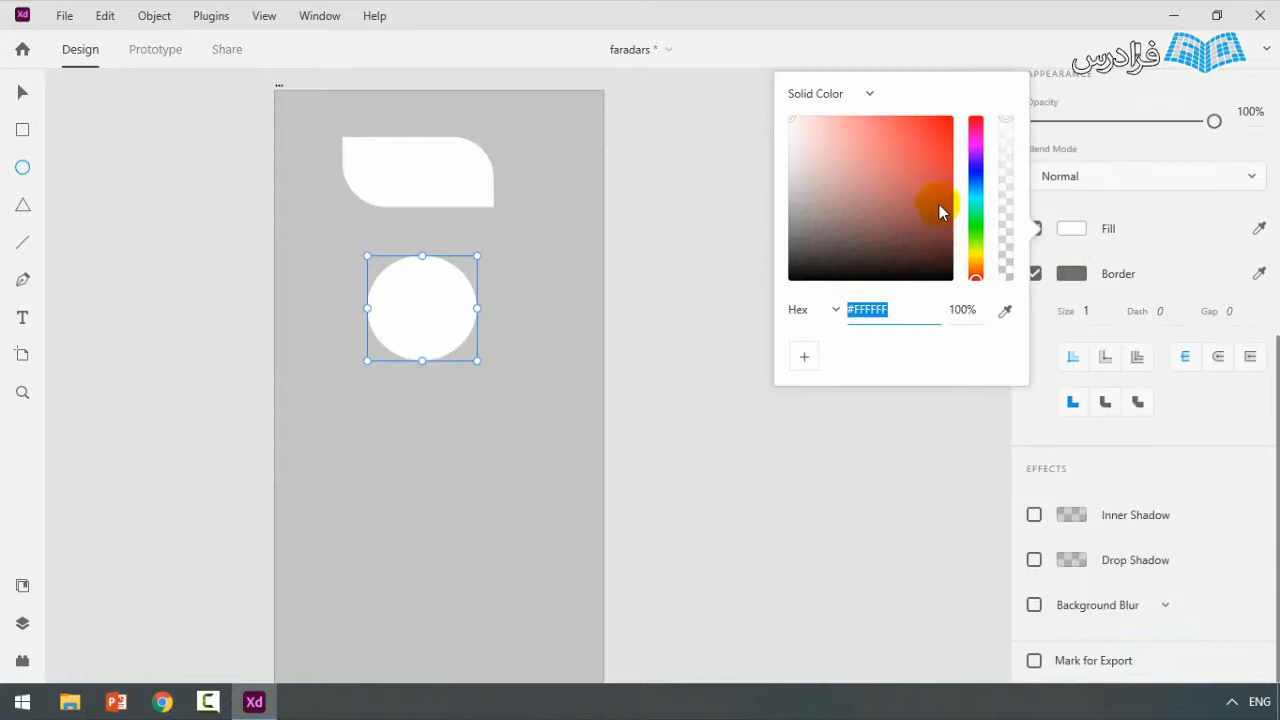 Xd File Edit Object Plugins View Window Help
Design Prototype Share faradars *
فرادرس
APPEARANCE
Opacity
100%
Solid Color
Blend Mode
Normal
Fill
Border
Hex #FFFFFF 100%
Size 1 Dash 0 Gap 0
+
EFFECTS
Inner Shadow
Drop Shadow
Background Blur
Mark for Export
Xd ENG